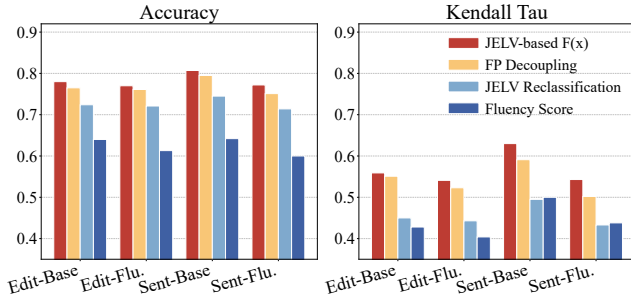 Accuracy
0.9
0.8
0.7
0.6
0.5
0.4
Edit-Base
Edit-Flu.
Sent-Base
Sent-Flu.
Kendall Tau
JELV-based F(x)
FP Decoupling
JELV Reclassification
Fluency Score
0.9
0.8
0.7
0.6
0.5
0.4
Edit-Base
Edit-Flu.
Sent-Base
Sent-Flu.